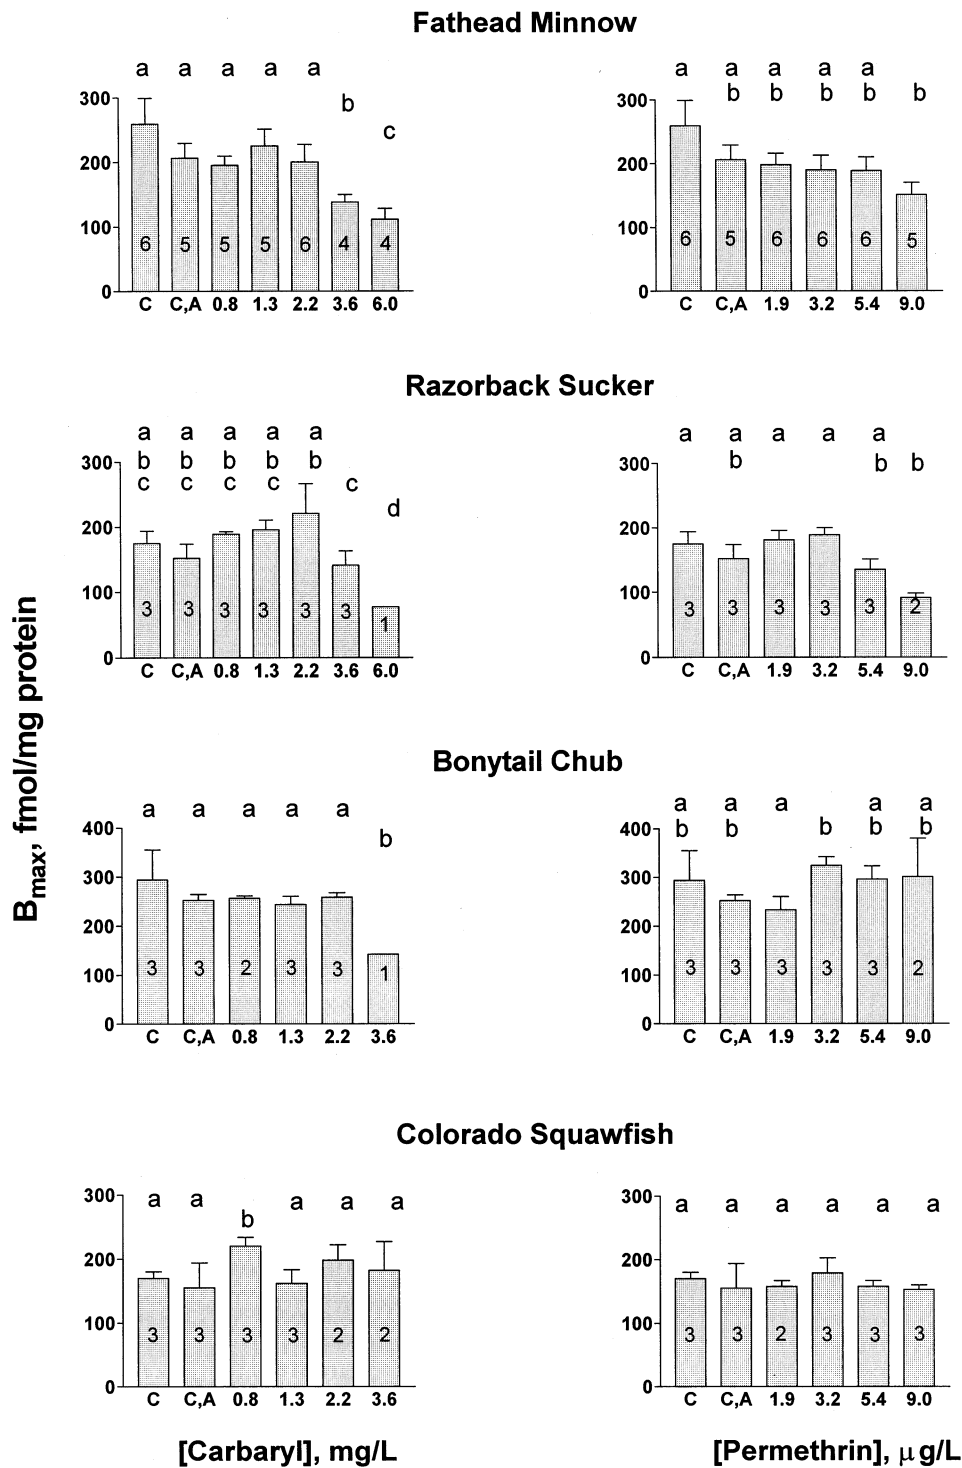 Fathead Minnow
a a a a a
b
c
300
200
100
0
6 5 5 5 6 4 4
C C,A 0.8 1.3 2.2 3.6 6.0
a a a a a
b b b b b
300
200
100
0
6 5 6 6 6 5
C C,A 1.9 3.2 5.4 9.0
Razorback Sucker
a a a a a
b b b b b
c c c c c
d
300
200
100
0
3 3 3 3 3 3 1
C C,A 0.8 1.3 2.2 3.6 6.0
a a a a a
b b b
300
200
100
0
3 3 3 3 3 2
C C,A 1.9 3.2 5.4 9.0
Bmax, fmol/mg protein
Bonytail Chub
a a a a a
b
400
300
200
100
0
3 3 2 3 3 1
C C,A 0.8 1.3 2.2 3.6
a a a a a
b b b b b
400
300
200
100
0
3 3 3 3 3 2
C C,A 1.9 3.2 5.4 9.0
Colorado Squawfish
a a a a a
b
300
200
100
0
3 3 3 3 2 2
C C,A 0.8 1.3 2.2 3.6
[Carbaryl], mg/L
a a a a a a
300
200
100
0
3 3 2 3 3 3
C C,A 1.9 3.2 5.4 9.0
[Permethrin], μg/L